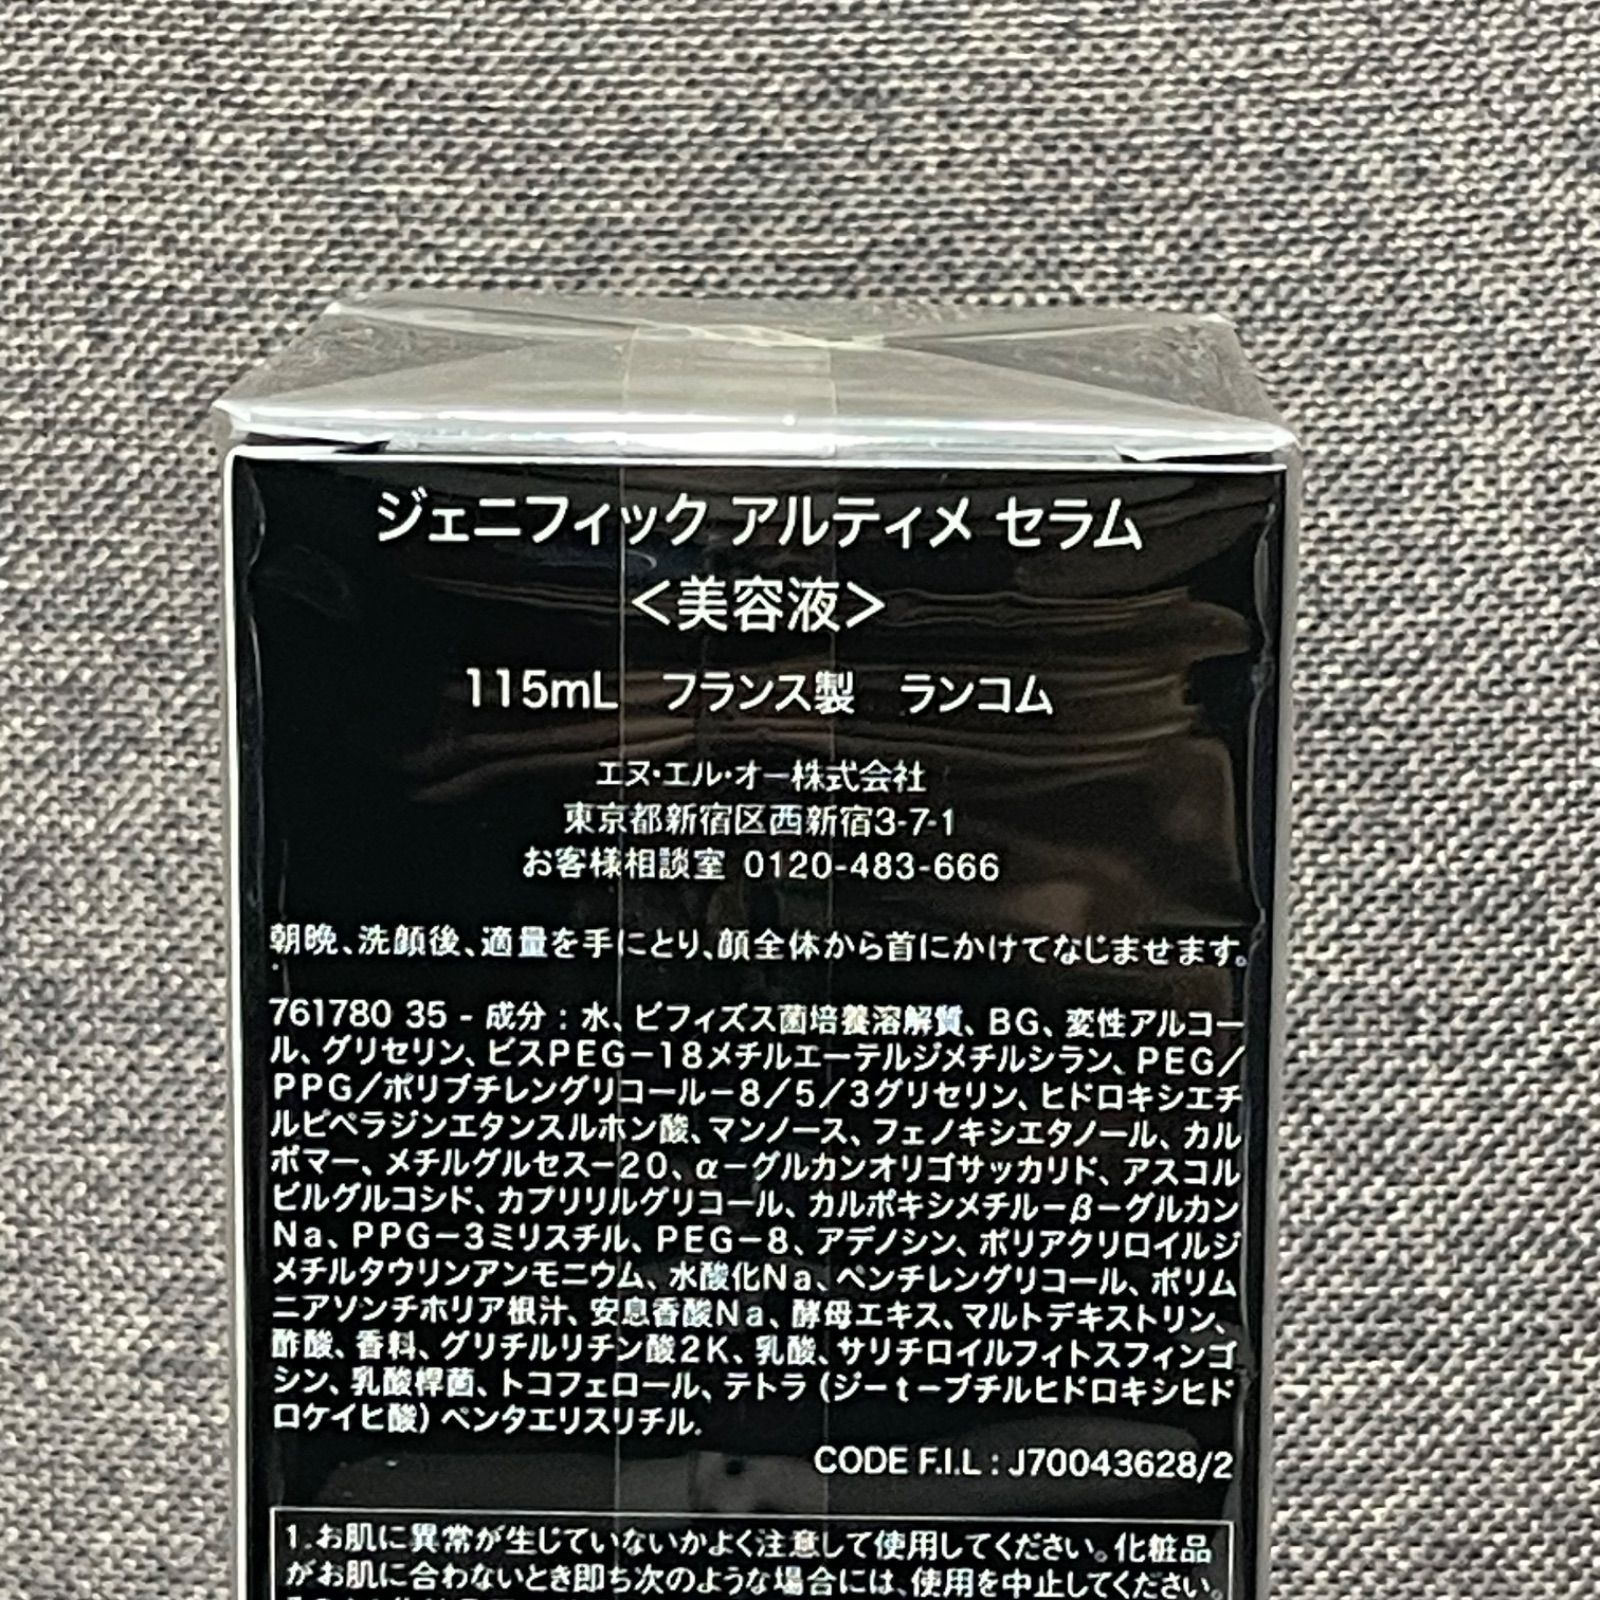 ジェニフィック アルティメ セラム
＜美容液＞
115mL　フランス製　ランコム
エヌ・エル・オー株式会社
東京都新宿区西新宿3-7-1
お客様相談室 0120-483-666
朝晩、洗顔後、適量を手にとり、顔全体から首にかけてなじませます。
761780 35 - 成分 : 水、ビフィズス菌培養溶解質、BG、変性アルコー
ル、グリセリン、ビスPEG－18メチルエーテルジメチルシラン、PEG／
PPG／ポリブチレングリコール－8／5／3グリセリン、ヒドロキシエチ
ルピペラジンエタンスルホン酸、マンノース、フェノキシエタノール、カル
ボマー、メチルグルセス－20、α－グルカンオリゴサッカリド、アスコル
ビルグルコシド、カプリリルグリコール、カルボキシメチル－β－グルカン
Na、PPG－3ミリスチル、PEG－8、アデノシン、ポリアクリロイルジ
メチルタウリンアンモニウム、水酸化Na、ペンチレングリコール、ポリム
ニアソンチホリア根汁、安息香酸Na、酵母エキス、マルトデキストリン、
酢酸、香料、グリチルリチン酸2K、乳酸、サリチロイルフィトスフィンゴ
シン、乳酸桿菌、トコフェロール、テトラ (ジーtーブチルヒドロキシヒド
ロケイヒ酸) ペンタエリスリチル.
CODE F.I.L : J70043628/2
1.お肌に異常が生じていないかよく注意して使用してください。化粧品
がお肌に合わないとき即ち次のような場合には、使用を中止してください。